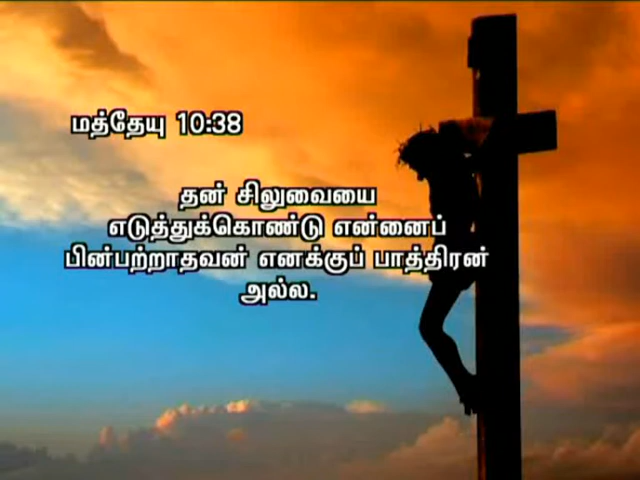 மத்தேயு 10:38
தன் சிலுவையை
எடுத்துக்கொண்டு என்னைப்
பின்பற்றாதவன் எனக்குப் பாத்திரன்
அல்ல.